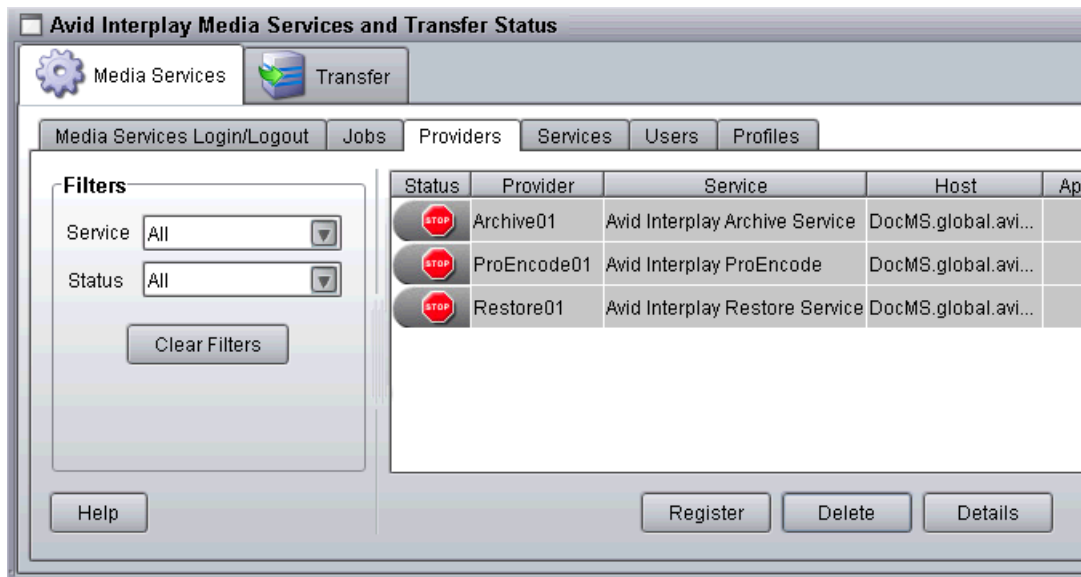 Avid Interplay Media Services and Transfer Status
Media Services Transfer
Media Services Login/Logout Jobs Providers Services Users Profiles
Filters
Service All
Status All
Clear Filters
Status Provider Service Host Ap
STOP Archive01 Avid Interplay Archive Service DocMS.global.avi...
STOP ProEncode01 Avid Interplay ProEncode DocMS.global.avi...
STOP Restore01 Avid Interplay Restore Service DocMS.global.avi...
Help Register Delete Details